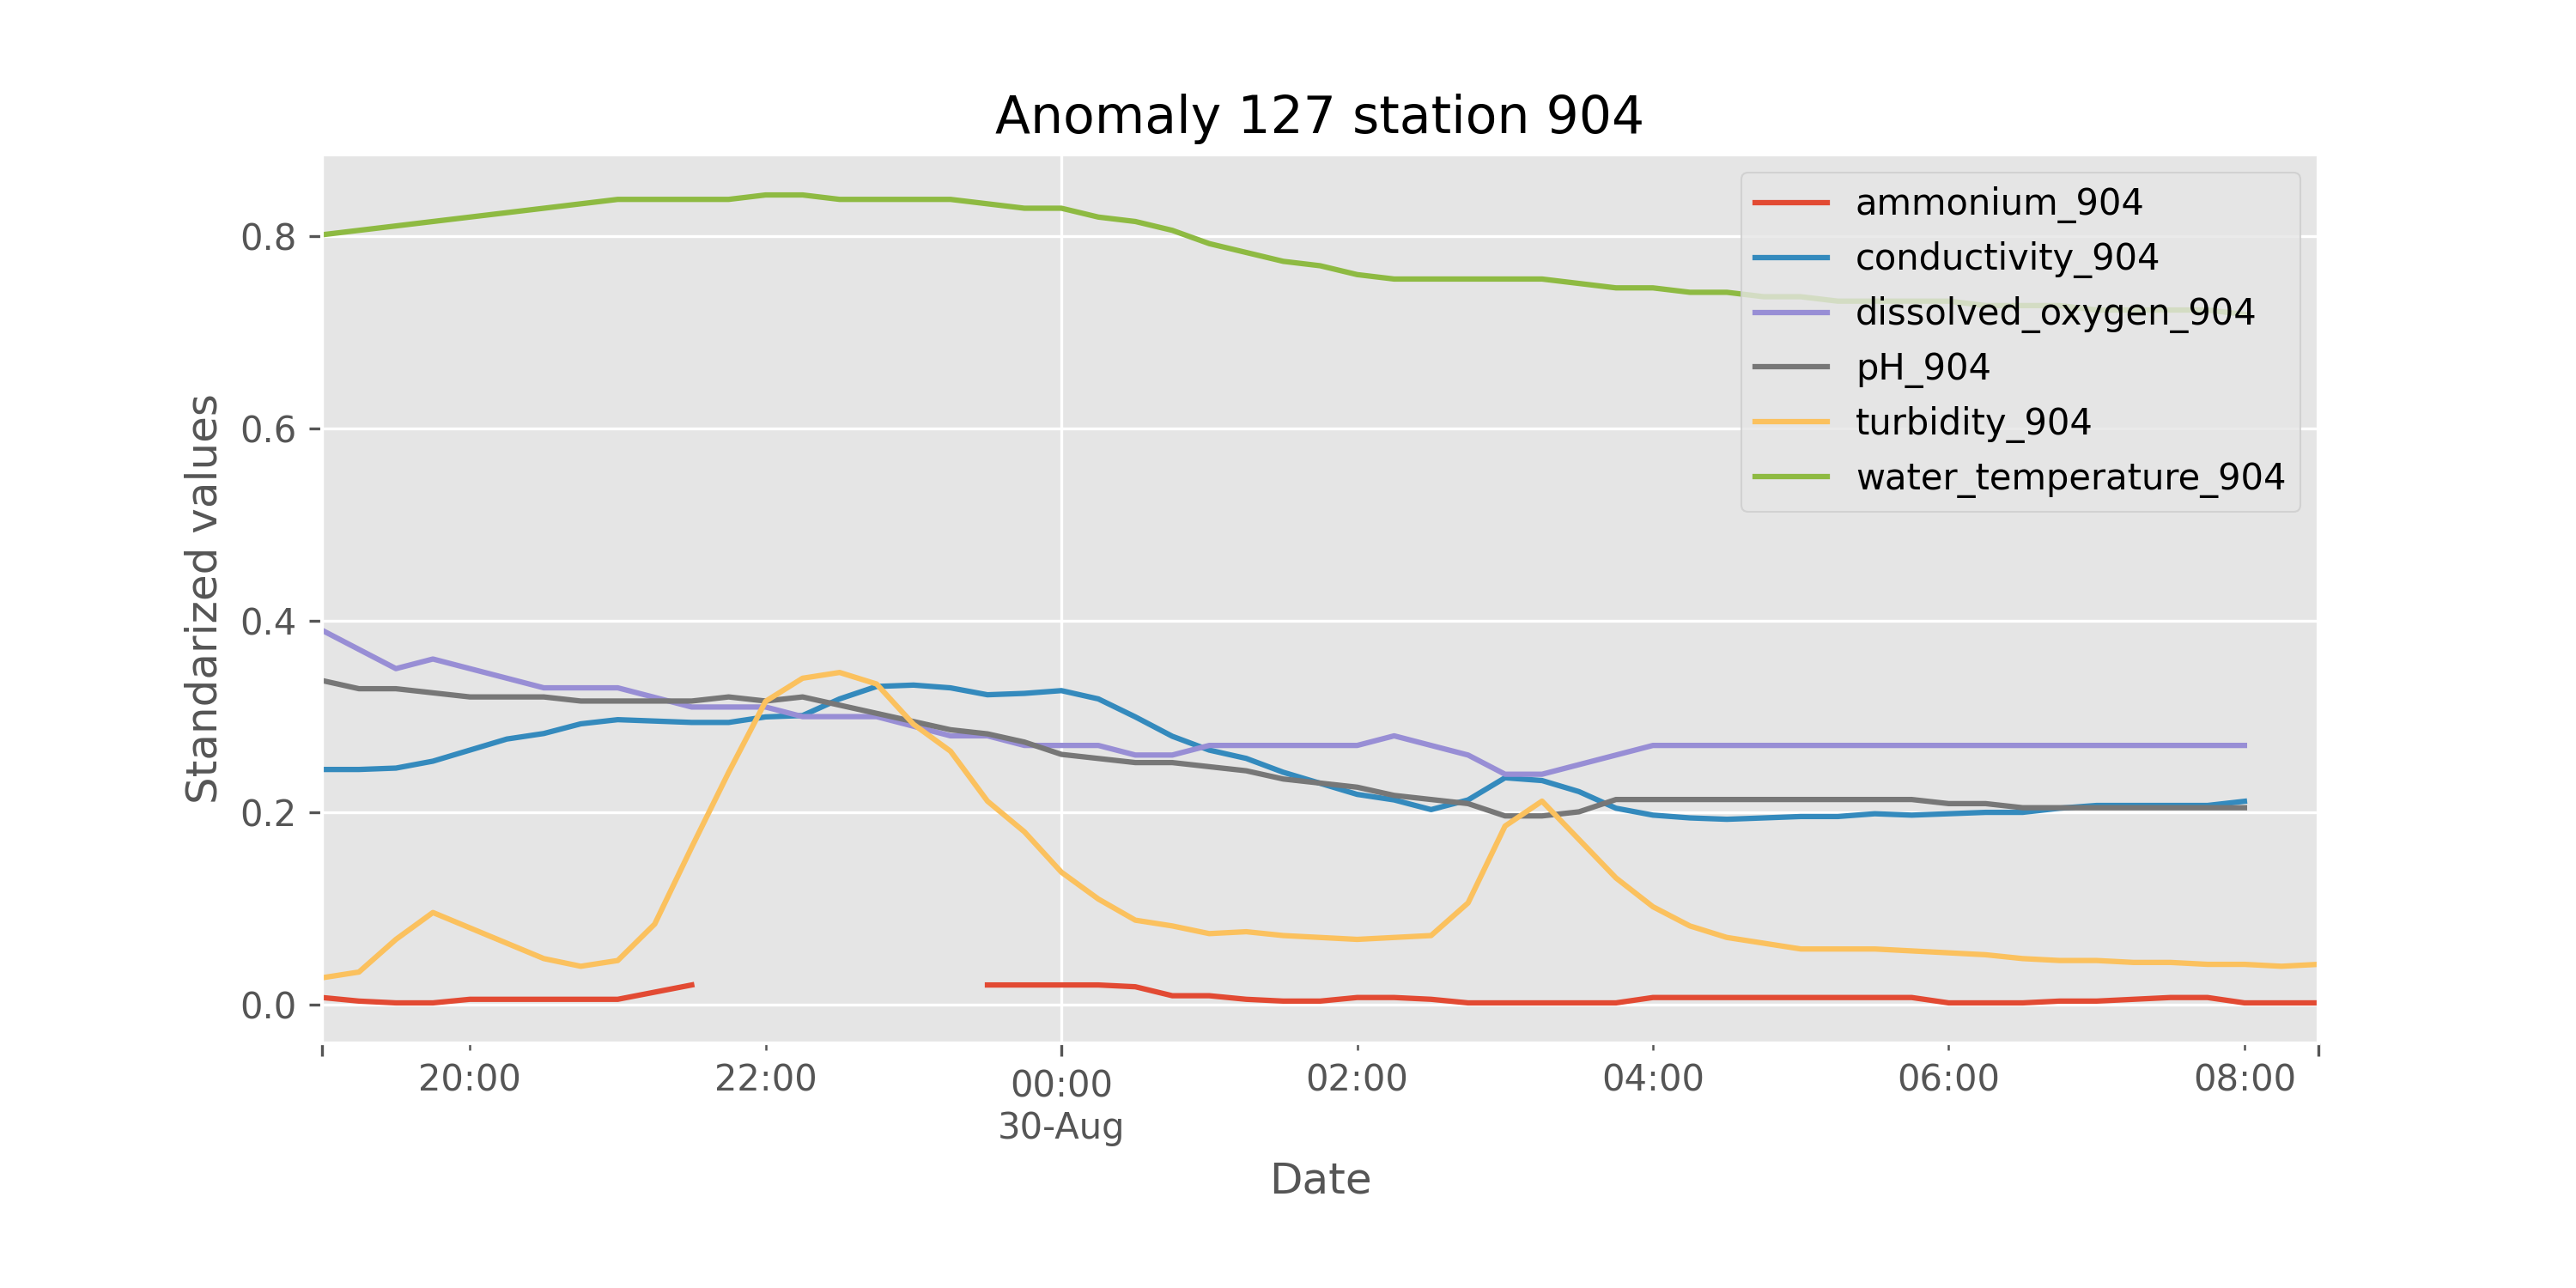 Anomaly 127 station 904
ammonium_904
conductivity_904
dissolved_oxygen_904
pH_904
turbidity_904
water_temperature_904
Standarized values
0.8
0.6
0.4
0.2
0.0
20:00 22:00 00:00 02:00 04:00 06:00 08:00
30-Aug
Date